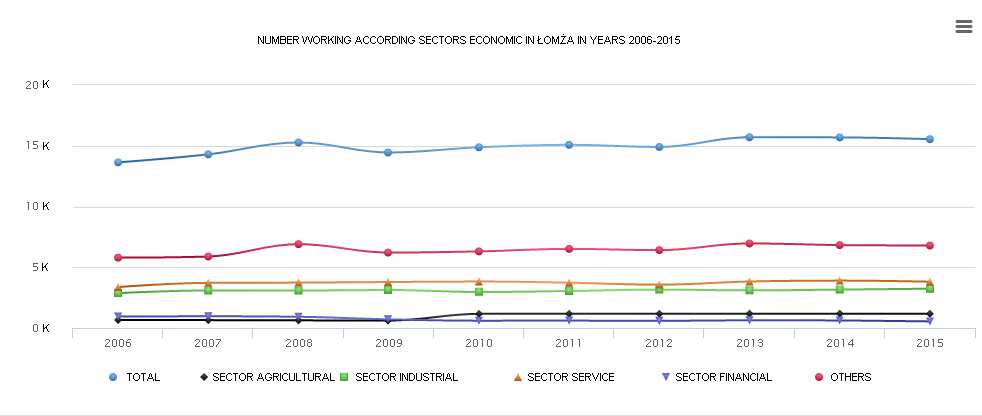 NUMBER WORKING ACCORDING SECTORS ECONOMIC IN ŁOMŻA IN YEARS 2006-2015
20 K
15 K
10 K
5 K
0 K
2006 2007 2008 2009 2010 2011 2012 2013 2014 2015
TOTAL SECTOR AGRICULTURAL SECTOR INDUSTRIAL SECTOR SERVICE SECTOR FINANCIAL OTHERS